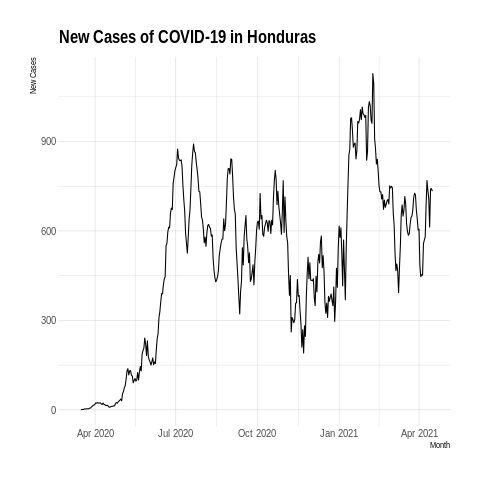 New Cases of COVID-19 in Honduras
New Cases
900
600
300
0
Apr 2020 Jul 2020 Oct 2020 Jan 2021 Apr 2021
Month